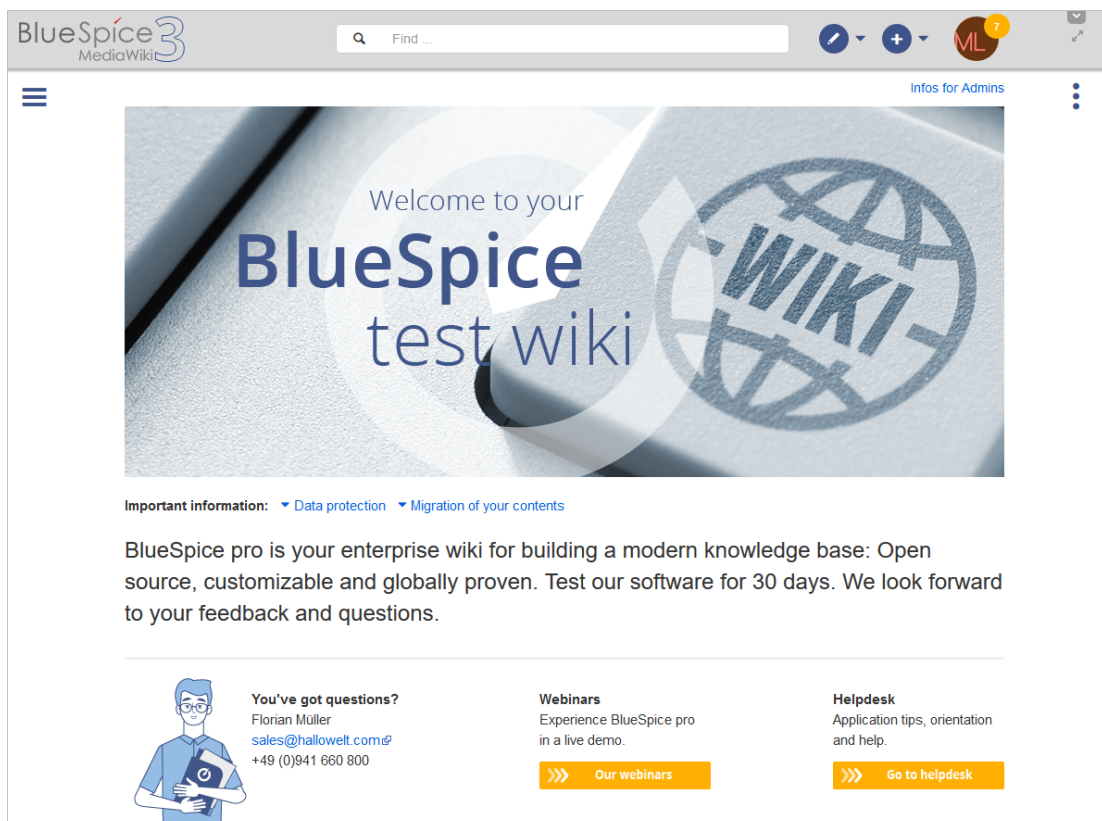 BlueSpice 3
MediaWiki
Find ...
ML
7
Infos for Admins
Welcome to your
BlueSpice
test wiki
WIKI
Important information: Data protection Migration of your contents
BlueSpice pro is your enterprise wiki for building a modern knowledge base: Open
source, customizable and globally proven. Test our software for 30 days. We look forward
to your feedback and questions.
You've got questions?
Florian Müller
sales@hallowelt.com
+49 (0)941 660 800
Webinars
Experience BlueSpice pro
in a live demo.
Our webinars
Helpdesk
Application tips, orientation
and help.
Go to helpdesk